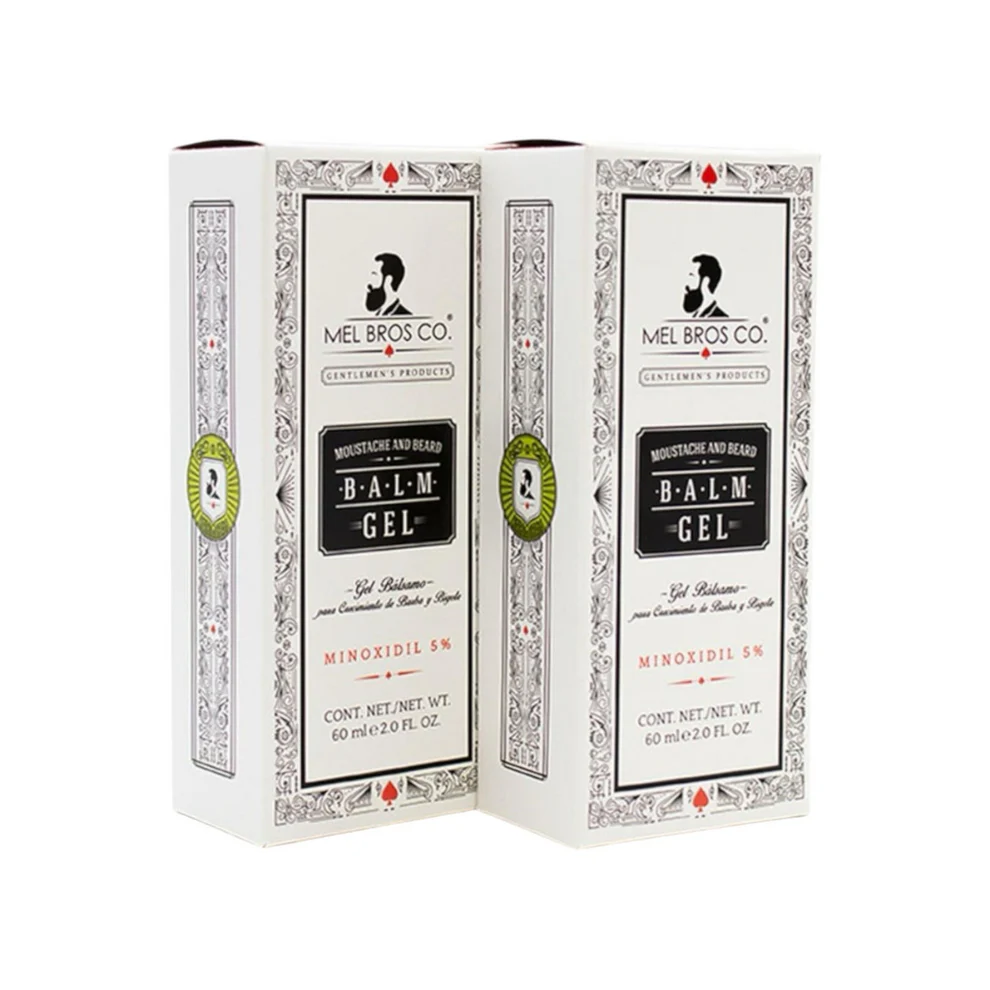 MEL BROS CO.®
GENTLEMEN'S PRODUCTS
MOUSTACHE AND BEARD
·B·A·L·M·
GEL
-Gel Bálsamo-
para Crecimiento de Barba y Bigote
MINOXIDIL 5%
CONT. NET./NET. WT.
60 ml e 2.0 FL. OZ.
MEL BROS CO.®
GENTLEMEN'S PRODUCTS
MOUSTACHE AND BEARD
·B·A·L·M·
GEL
-Gel Bálsamo-
para Crecimiento de Barba y Bigote
MINOXIDIL 5%
CONT. NET./NET. WT.
60 ml e 2.0 FL. OZ.